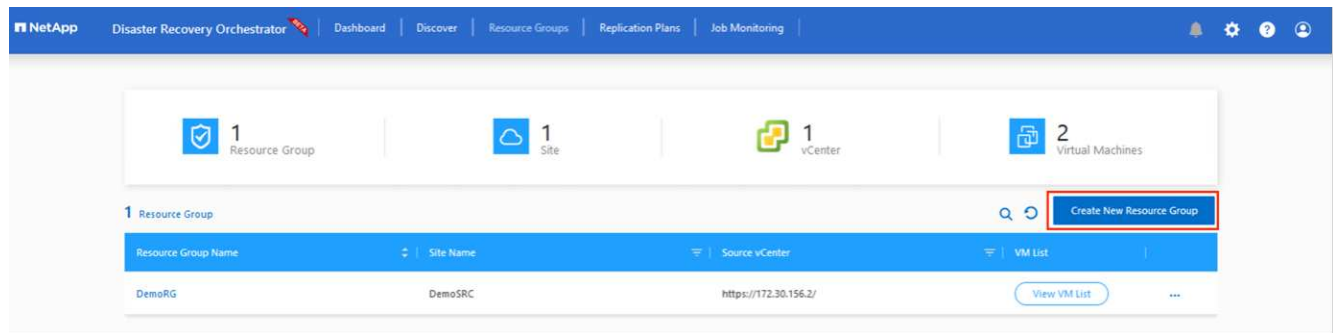 NetApp Disaster Recovery Orchestrator Dashboard Discover Resource Groups Replication Plans Job Monitoring ?
1 1 1 2
Resource Group Site vCenter Virtual Machines
1 Resource Group Create New Resource Group
Resource Group Name Site Name Source vCenter VM List
DemoRG DemoSRC https://172.30.156.2/ View VM List ...